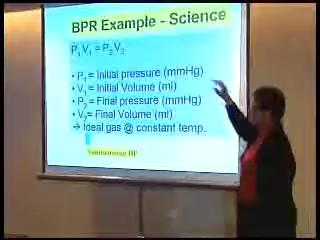 BPR Example - Science
P1V1 = P2V2
• P1 = Initial pressure (mmHg)
• V1 = Initial Volume (ml)
• P2 = Final pressure (mmHg)
• V2 = Final Volume (ml)
→ Ideal gas @ constant temp.